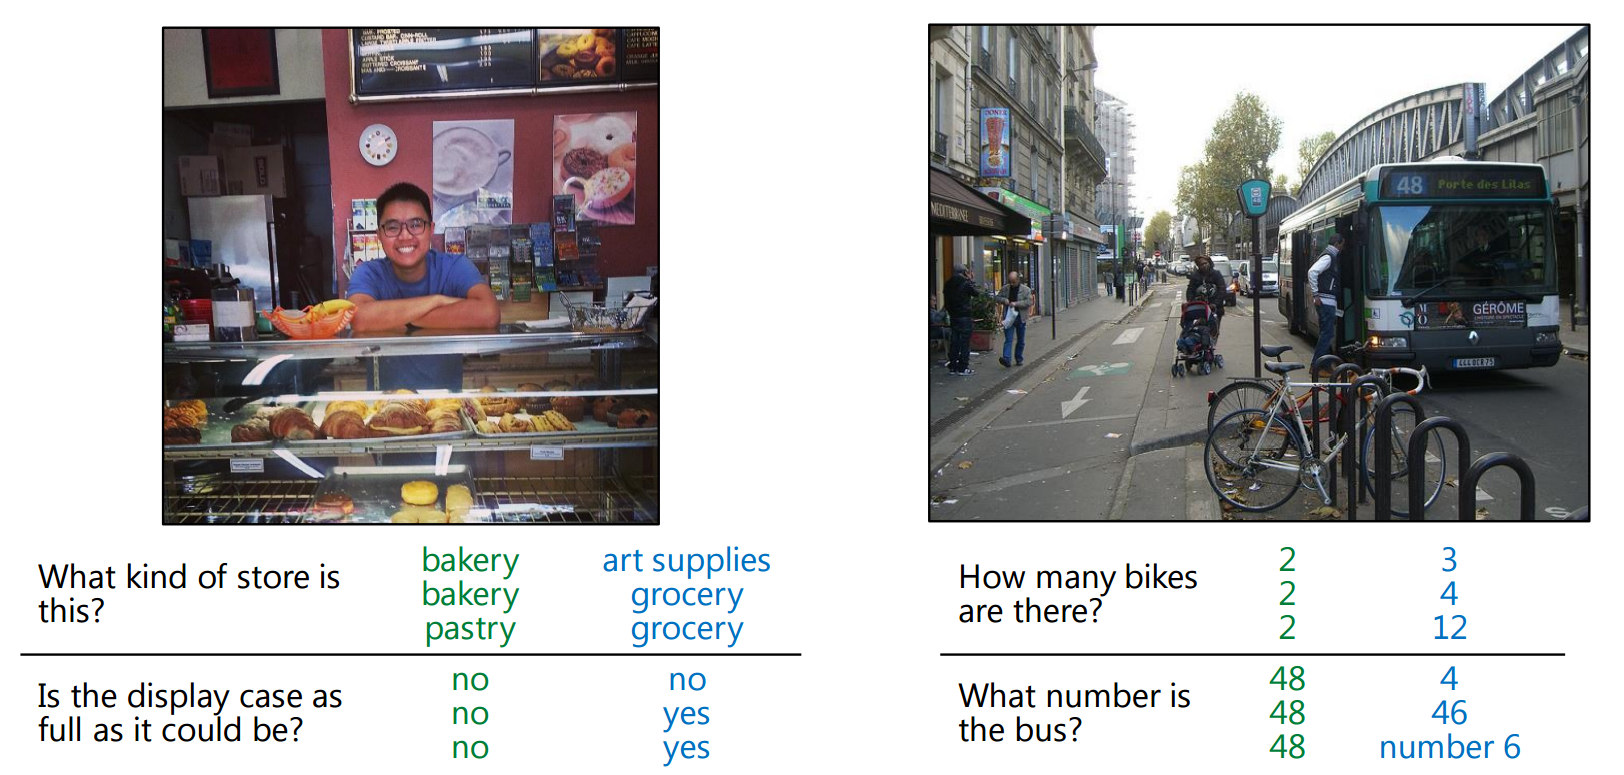 48 Porte des Lilas
DONER
MEDITERRANEE
48
GÉRÔME
What kind of store is
this?
bakery
bakery
pastry
art supplies
grocery
grocery
Is the display case as
full as it could be?
no
no
no
no
yes
yes
How many bikes
are there?
2
2
2
3
4
12
What number is
the bus?
48
48
48
4
46
number 6